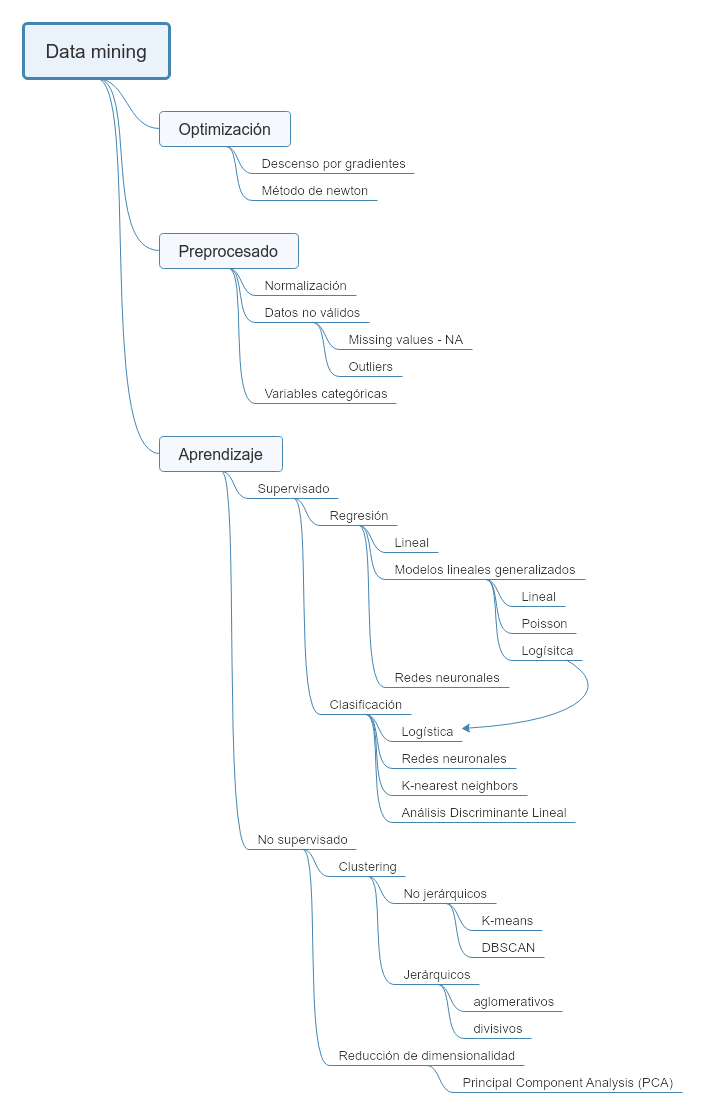 Data mining
Optimización
Descenso por gradientes
Método de newton
Preprocesado
Normalización
Datos no válidos
Missing values - NA
Outliers
Variables categóricas
Aprendizaje
Supervisado
Regresión
Lineal
Modelos lineales generalizados
Lineal
Poisson
Logísitca
Redes neuronales
Clasificación
Logística
Redes neuronales
K-nearest neighbors
Análisis Discriminante Lineal
No supervisado
Clustering
No jerárquicos
K-means
DBSCAN
Jerárquicos
aglomerativos
divisivos
Reducción de dimensionalidad
Principal Component Analysis (PCA)